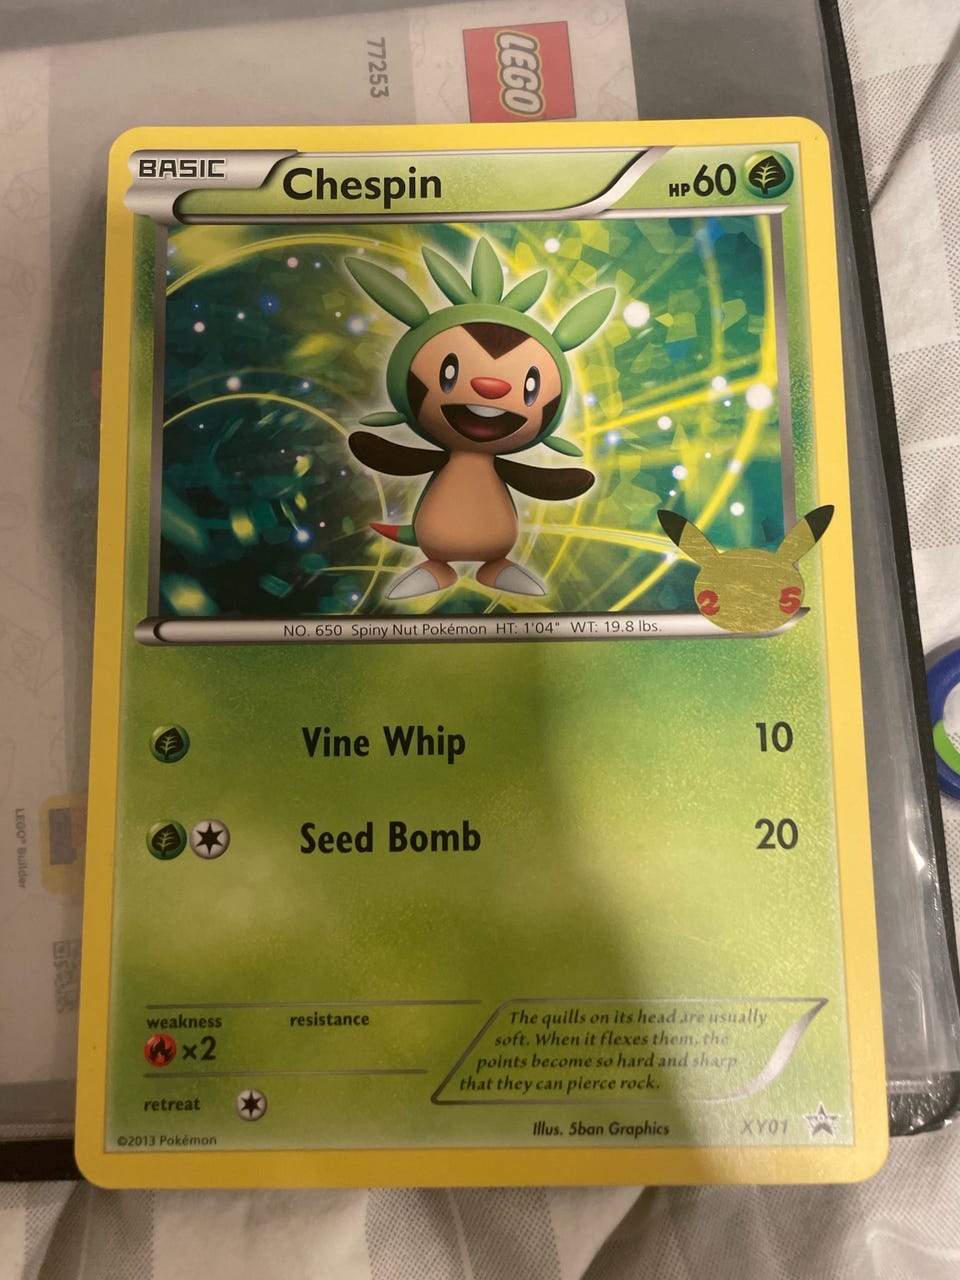 77253
LEGO
BASIC
Chespin
HP60
25
NO. 650 Spiny Nut Pokémon HT: 1'04" WT: 19.8 lbs.
Vine Whip 10
Seed Bomb 20
LEGO® Builder
weakness resistance
×2
retreat
The quills on its head are usually
soft. When it flexes them, the
points become so hard and sharp
that they can pierce rock.
Illus. 5ban Graphics
XY01
©2013 Pokémon